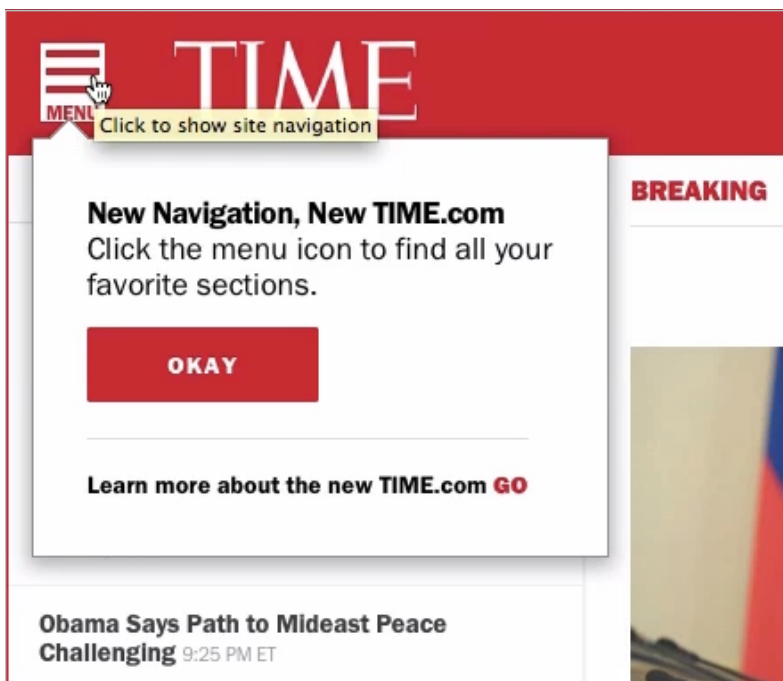 TIME
MENU
Click to show site navigation
New Navigation, New TIME.com
Click the menu icon to find all your
favorite sections.
OKAY
Learn more about the new TIME.com GO
BREAKING
Obama Says Path to Mideast Peace
Challenging 9:25 PM ET